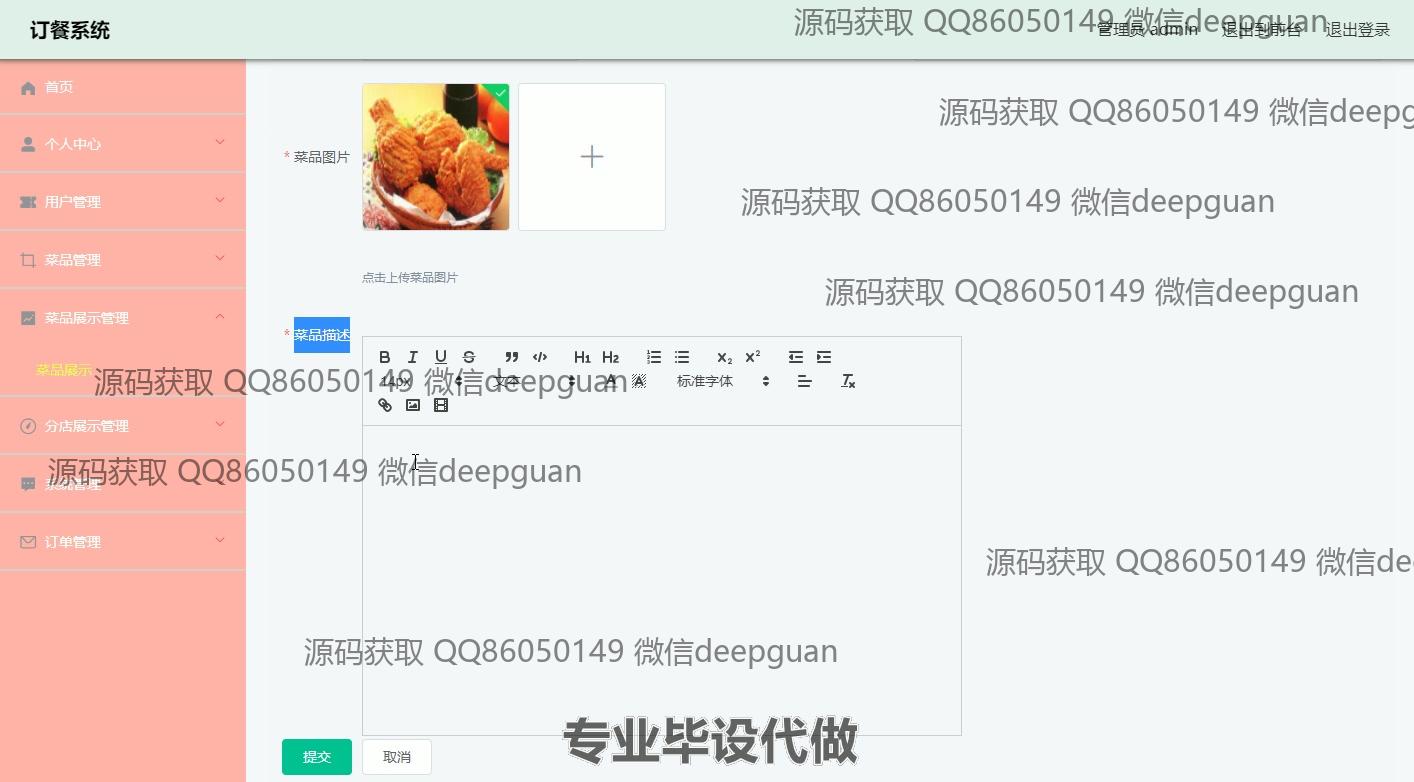 订餐系统
源码获取 QQ86050149 微信deepguan
管理员 admin 退出到前台 退出登录
首页
源码获取 QQ86050149 微信deepg
个人中心
* 菜品图片
用户管理
源码获取 QQ86050149 微信deepguan
菜品管理
点击上传菜品图片
源码获取 QQ86050149 微信deepguan
菜品展示管理
* 菜品描述
B I U S H1 H2 X₂ X²
菜品展示
源码获取 QQ86050149 微信deepguan
14px 文本 A A 标准字体
分店展示管理
源码获取 QQ86050149 微信deepguan
系统管理
订单管理
源码获取 QQ86050149 微信de
源码获取 QQ86050149 微信deepguan
专业毕设代做
提交 取消